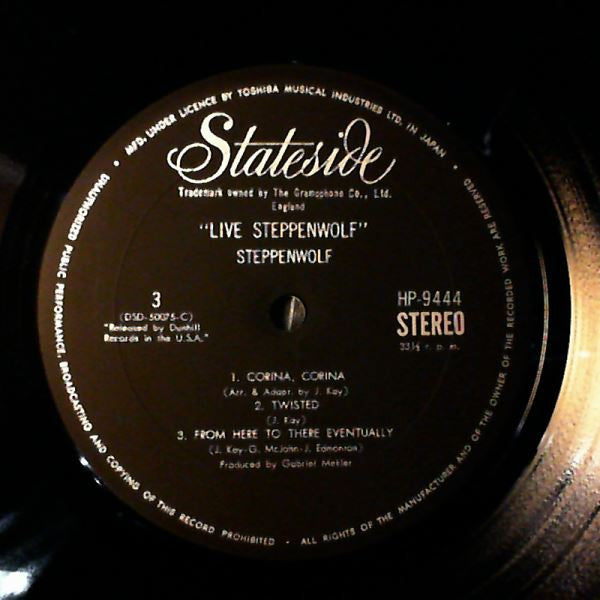 MFD. UNDER LICENCE BY TOSHIBA MUSICAL INDUSTRIES LTD. IN JAPAN
Stateside
Trademark owned by The Gramophone Co., Ltd.
England
"LIVE STEPPENWOLF"
STEPPENWOLF
3
(DSD-50075-C)
"Released by Dunhill
Records in the U.S.A."
HP-9444
STEREO
33⅓ r. p. m.
1. CORINA, CORINA
(Arr. & Adapt. by J. Kay)
2. TWISTED
(J. Kay)
3. FROM HERE TO THERE EVENTUALLY
(J. Kay-G. McJohn-J. Edmonton)
Produced by Gabriel Mekler
UNAUTHORIZED PUBLIC PERFORMANCE, BROADCASTING AND COPYING OF THIS RECORD PROHIBITED • ALL RIGHTS OF THE MANUFACTURER AND OF THE OWNER OF THE RECORDED WORK ARE RESERVED